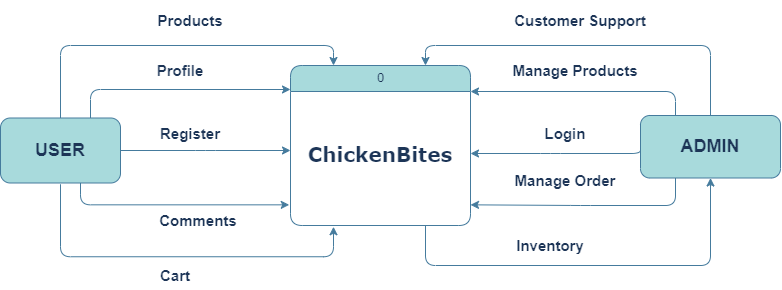 Products
Customer Support
Profile
0
Manage Products
Register
Login
USER
ChickenBites
ADMIN
Manage Order
Comments
Inventory
Cart